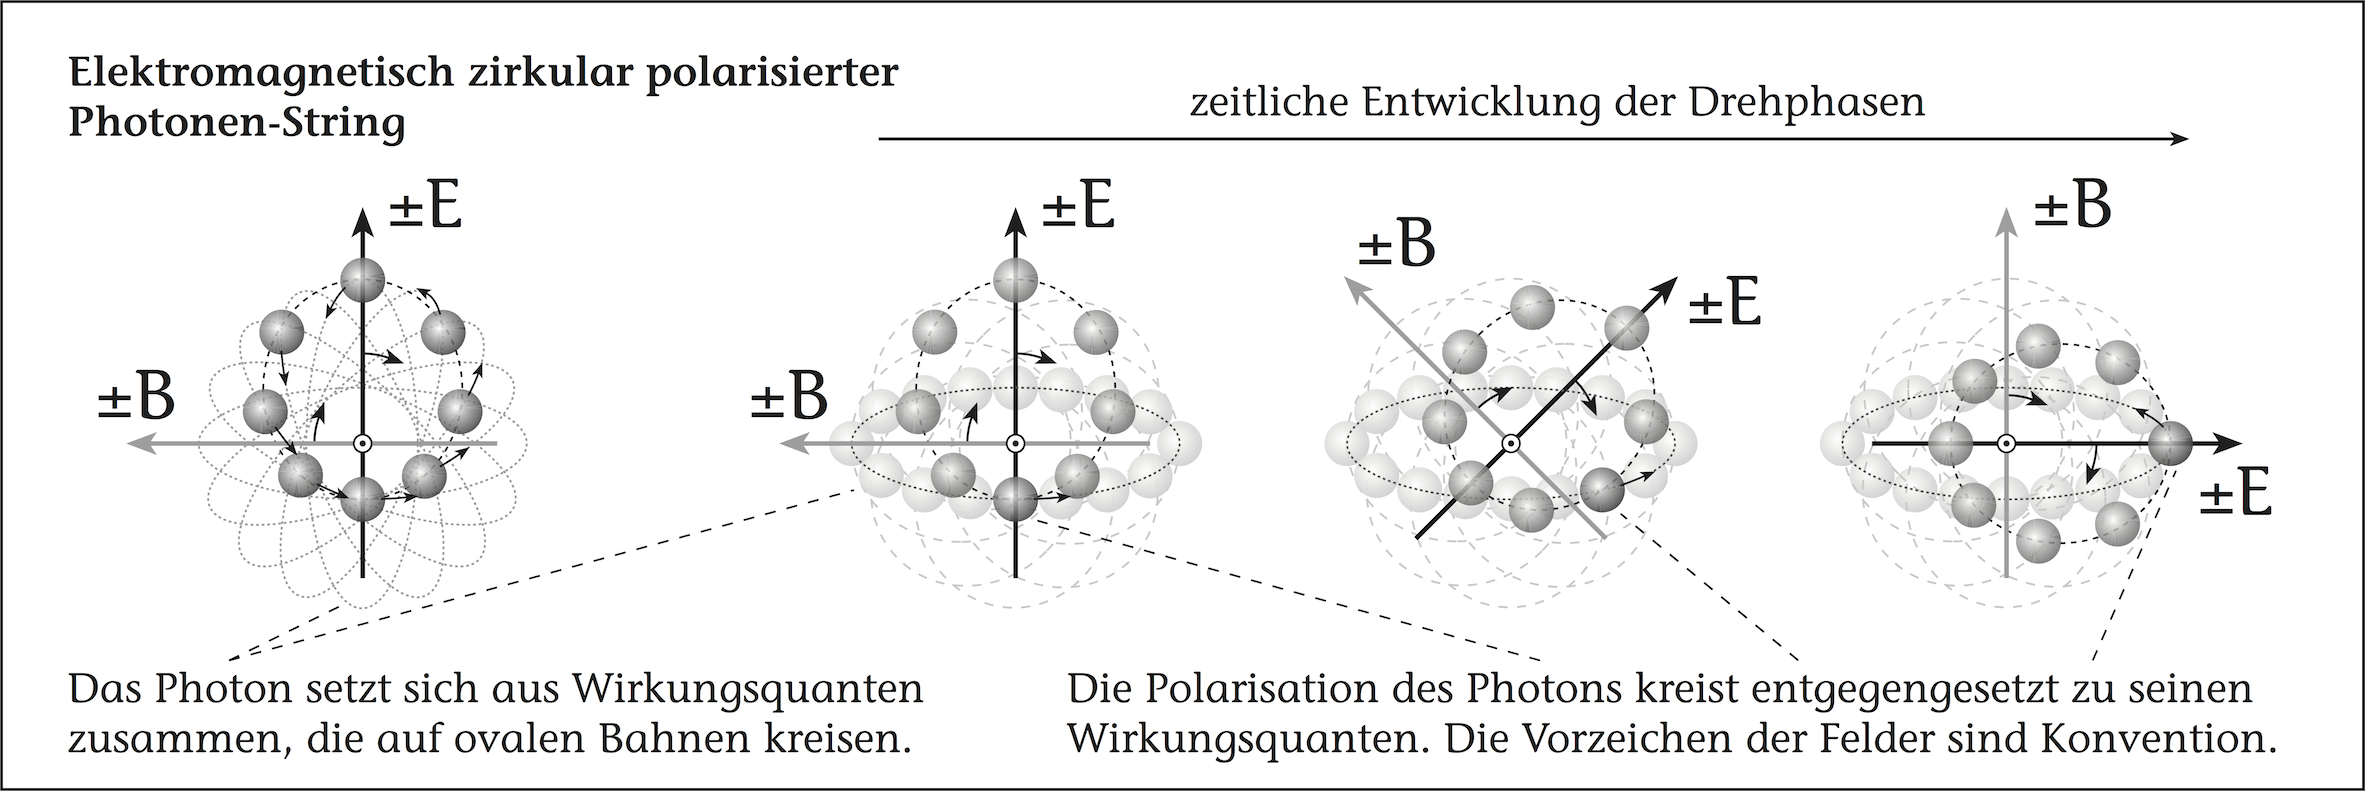 Elektromagnetisch zirkular polarisierter
Photonen-String
zeitliche Entwicklung der Drehphasen
±E
±B
±E
±B
±B
±E
±B
±E
Das Photon setzt sich aus Wirkungsquanten
zusammen, die auf ovalen Bahnen kreisen.
Die Polarisation des Photons kreist entgegengesetzt zu seinen
Wirkungsquanten. Die Vorzeichen der Felder sind Konvention.